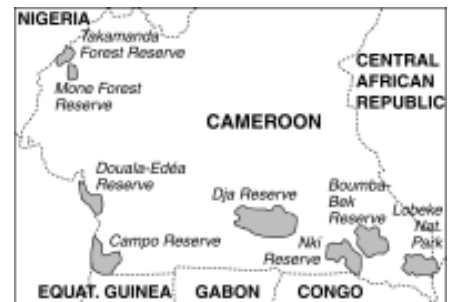 NIGERIA
Takamanda
Forest Reserve
Mone Forest
Reserve
CENTRAL
AFRICAN
REPUBLIC
CAMEROON
Douala-Edéa
Reserve
Dja Reserve
Boumba-
Bek
Reserve
Lobeke
Nat.
Park
Campo Reserve
Nki
Reserve
EQUAT. GUINEA
GABON
CONGO